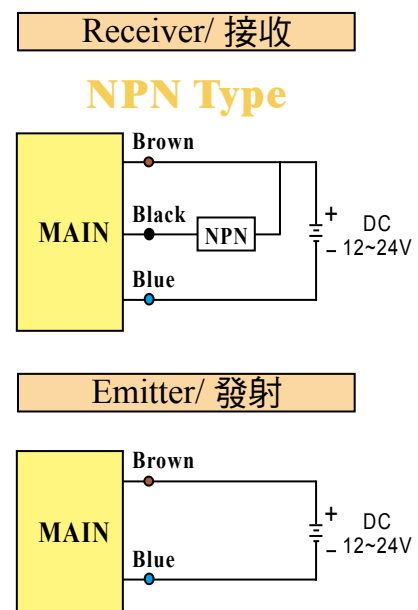 Receiver/ 接收
NPN Type
Brown
MAIN
Black
NPN
Blue
+
DC
– 12~24V
Emitter/ 發射
Brown
MAIN
Blue
+
DC
– 12~24V